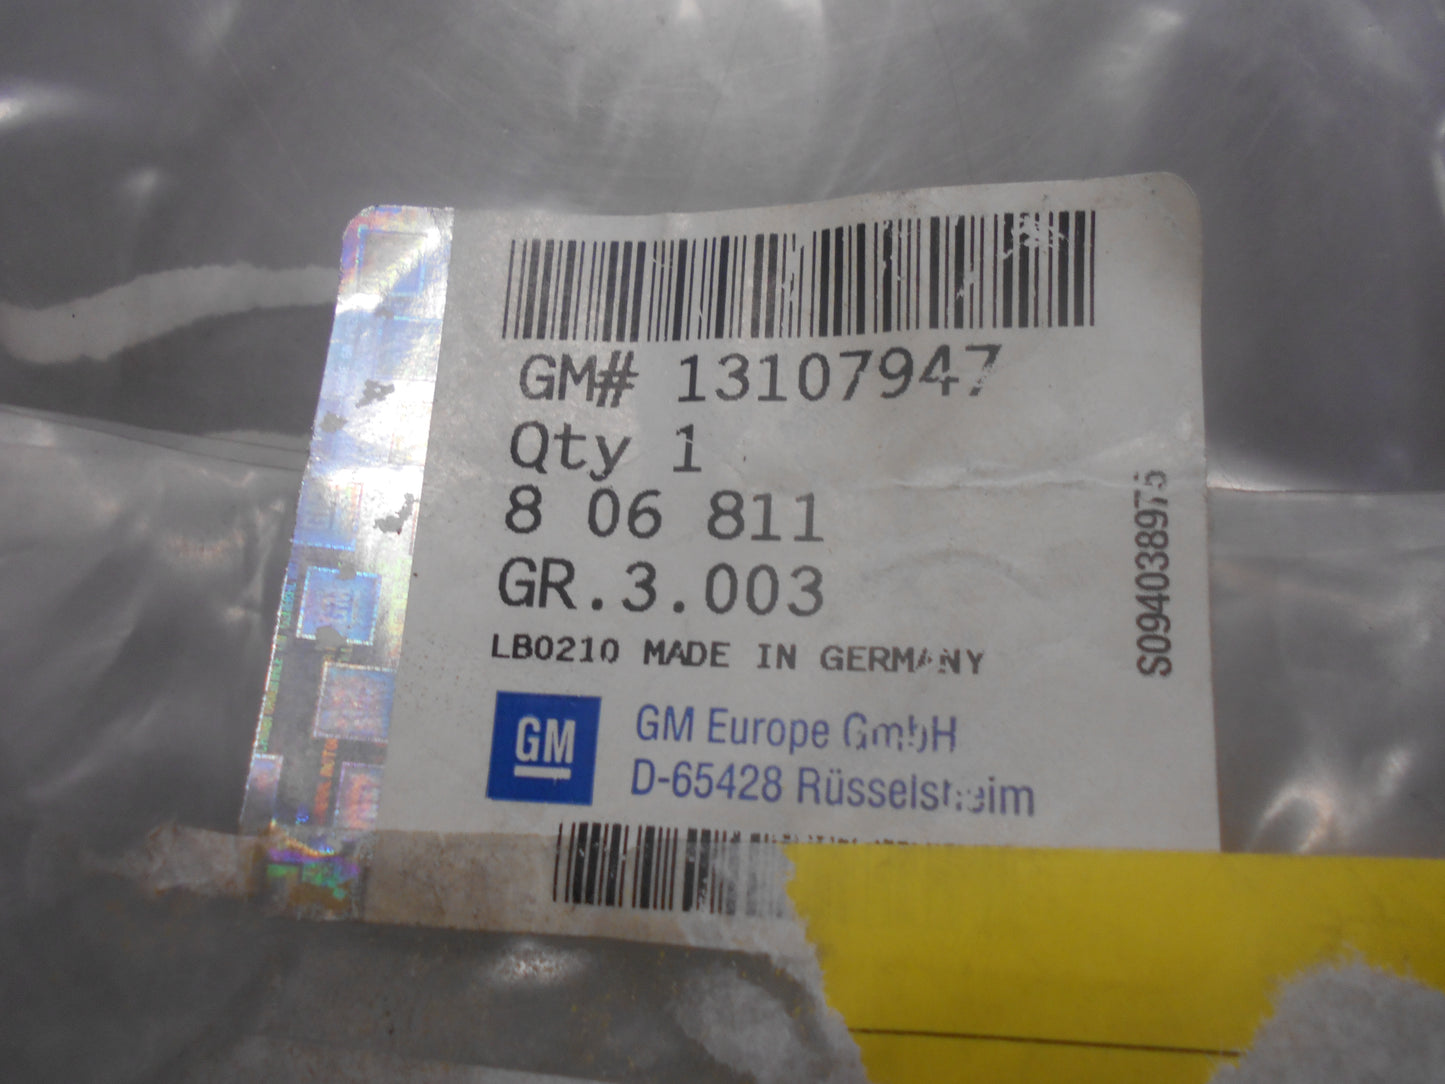 GM# 13107947
Qty 1
8 06 811
GR.3.003
LB0210 MADE IN GERMANY
GM
GM Europe GmbH
D-65428 Rüsselsheim
S094038975